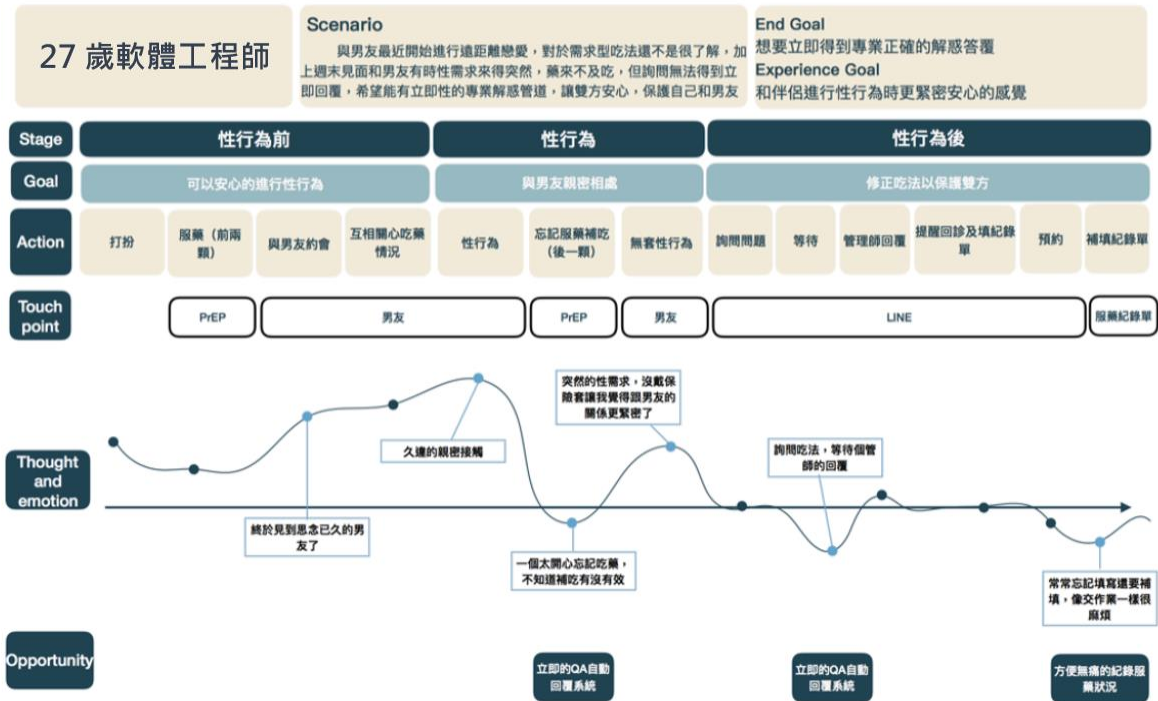 27 歲軟體工程師
Scenario
與男友最近開始進行遠距離戀愛，對於需求型吃法還不是很了解，加
上週末見面和男友有時性需求來得突然，藥來不及吃，但詢問無法得到立
即回覆，希望能有立即性的專業解惑管道，讓雙方安心，保護自己和男友
End Goal
想要立即得到專業正確的解惑答覆
Experience Goal
和伴侶進行性行為時更緊密安心的感覺
Stage
性行為前
性行為
性行為後
Goal
可以安心的進行性行為
與男友親密相處
修正吃法以保護雙方
Action
打扮
服藥（前兩
顆）
與男友約會
互相關心吃藥
情況
性行為
忘記服藥補吃
（後一顆）
無套性行為
詢問問題
等待
管理師回覆
提醒回診及填紀錄
單
預約
補填紀錄單
Touch
point
PrEP
男友
PrEP
男友
LINE
服藥紀錄單
Thought
and
emotion
終於見到思念已久的男
友了
久違的親密接觸
一個太開心忘記吃藥，
不知道補吃有沒有效
突然的性需求，沒戴保
險套讓我覺得跟男友的
關係更緊密了
詢問吃法，等待個管
師的回覆
常常忘記填寫還要補
填，像交作業一樣很
麻煩
Opportunity
立即的QA自動
回覆系統
立即的QA自動
回覆系統
方便無痛的紀錄服
藥狀況